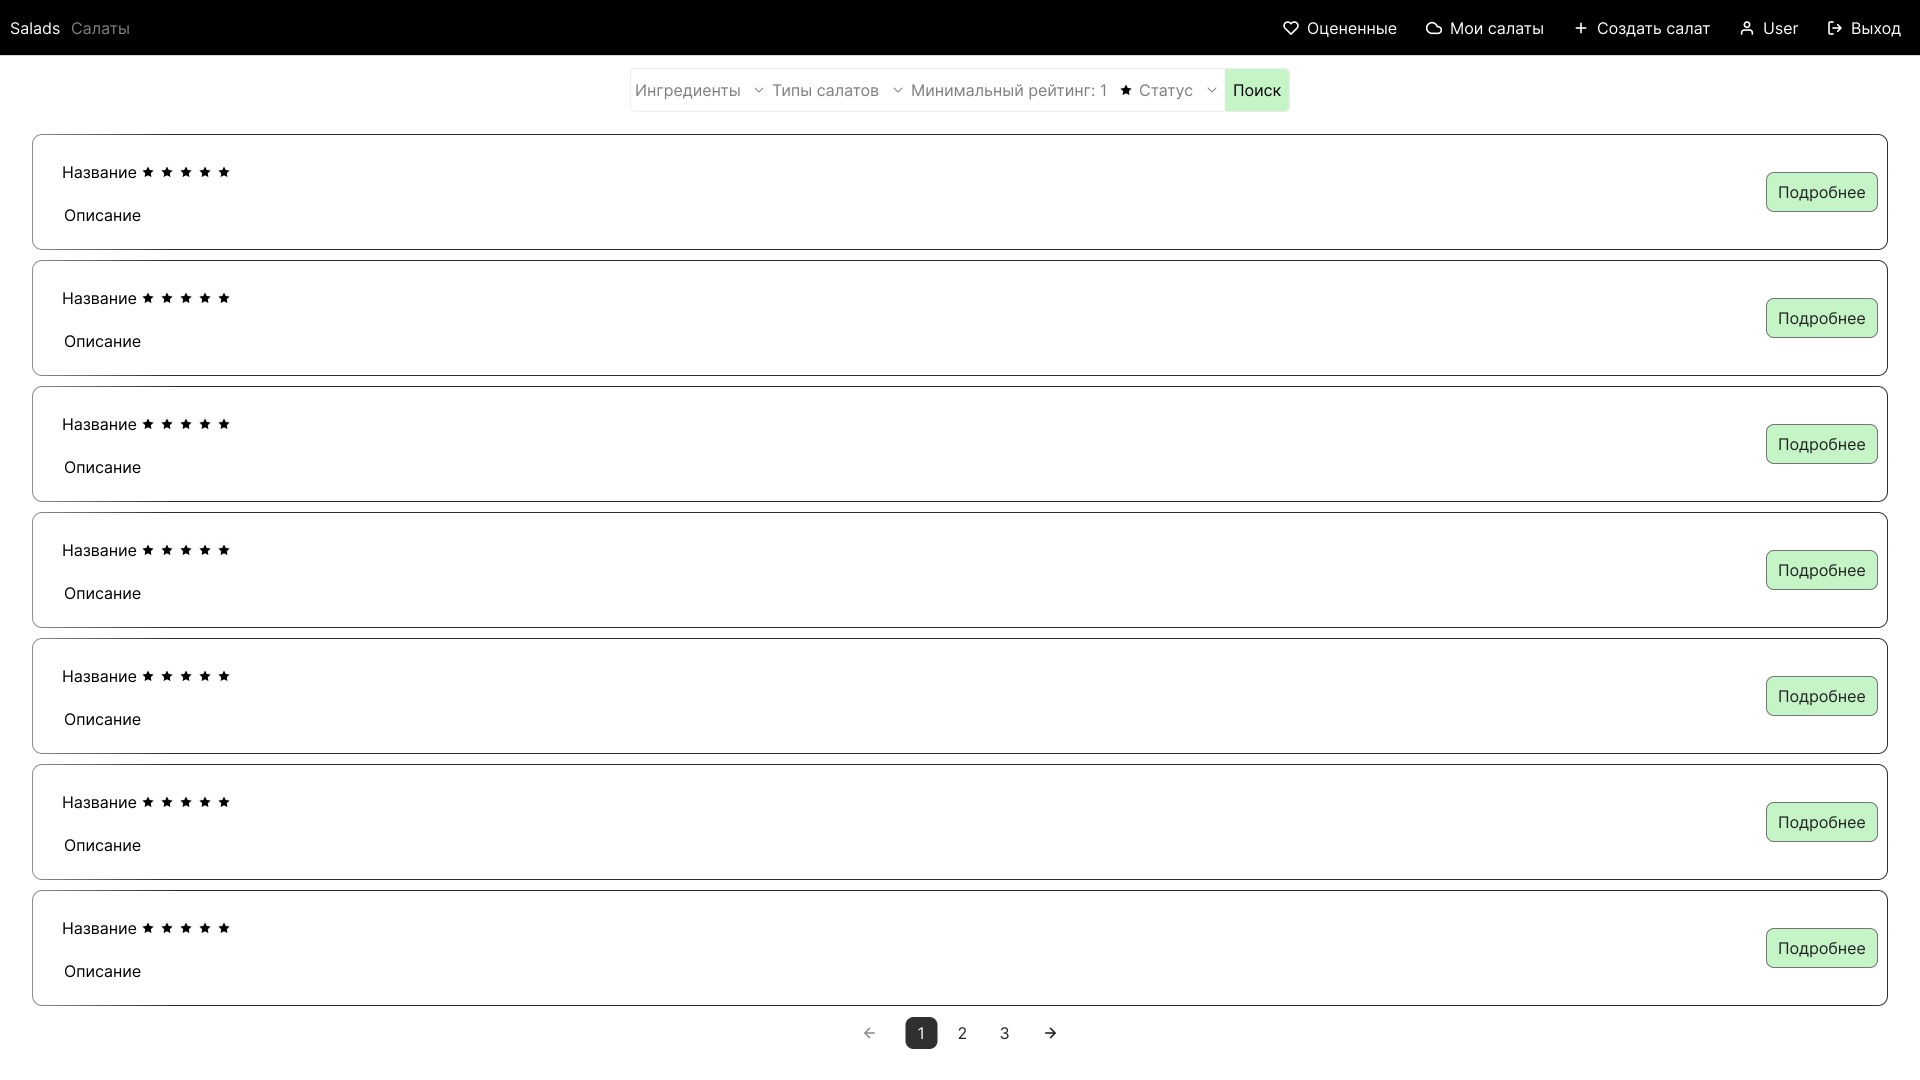 Salads Салаты Оцененные Мои салаты Создать салат User Выход
Ингредиенты Типы салатов Минимальный рейтинг: 1 Статус Поиск
Название
Описание
Подробнее
Название
Описание
Подробнее
Название
Описание
Подробнее
Название
Описание
Подробнее
Название
Описание
Подробнее
Название
Описание
Подробнее
Название
Описание
Подробнее
1 2 3